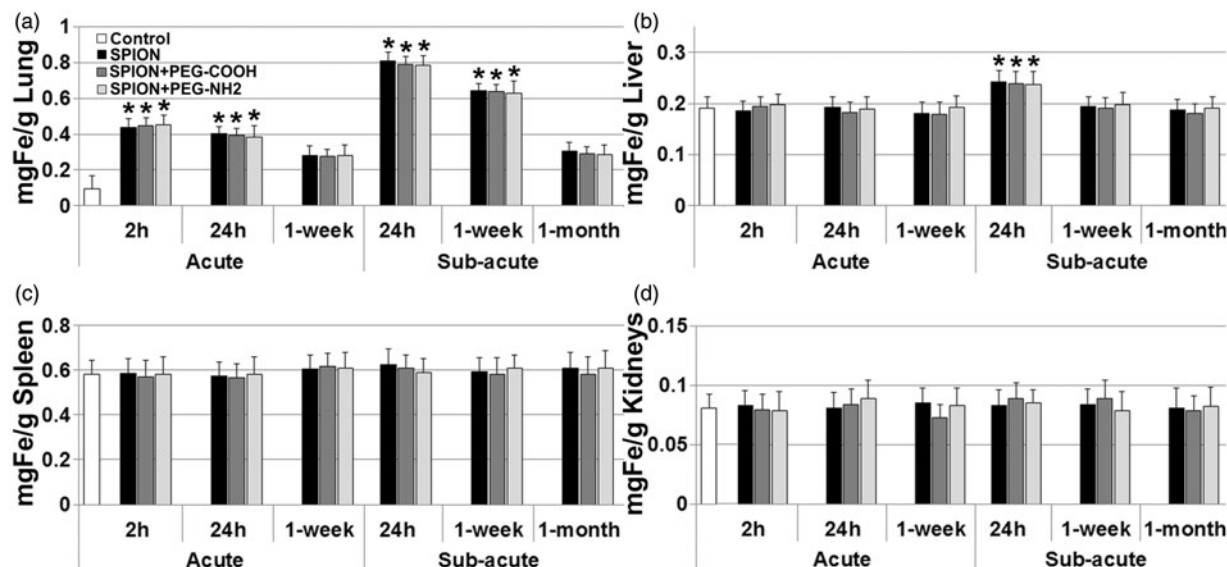 (a)
mgFe/g Lung
1
0.8
0.6
0.4
0.2
0
Control
SPION
SPION+PEG-COOH
SPION+PEG-NH2
* * *
* * *
* * *
* * *
2h 24h 1-week 24h 1-week 1-month
Acute Sub-acute
(b)
mgFe/g Liver
0.3
0.2
0.1
0
* * *
2h 24h 1-week 24h 1-week 1-month
Acute Sub-acute
(c)
mgFe/g Spleen
0.8
0.6
0.4
0.2
0
2h 24h 1-week 24h 1-week 1-month
Acute Sub-acute
(d)
mgFe/g Kidneys
0.15
0.1
0.05
0
2h 24h 1-week 24h 1-week 1-month
Acute Sub-acute